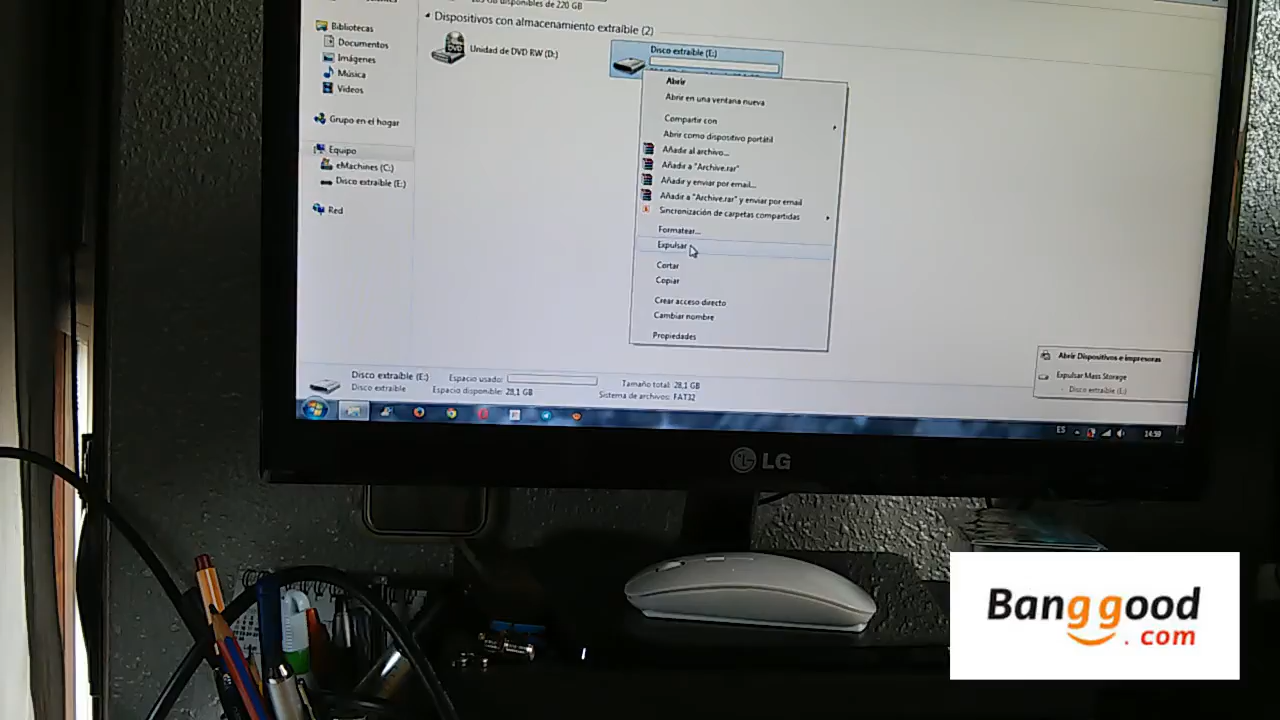 disponibles de 220 GB
Bibliotecas
Documentos
Imágenes
Música
Videos
Grupo en el hogar
Equipo
eMachines (C:)
Disco extraíble (E:)
Red
Dispositivos con almacenamiento extraíble (2)
Unidad de DVD RW (D:)
Disco extraíble (E:)
Abrir
Abrir en una ventana nueva
Compartir con
Abrir como dispositivo portátil
Añadir al archivo...
Añadir a "Archive.rar"
Añadir y enviar por email...
Añadir a "Archive.rar" y enviar por email
Sincronización de carpetas compartidas
Formatear...
Expulsar
Cortar
Copiar
Crear acceso directo
Cambiar nombre
Propiedades
Abrir Dispositivos e impresoras
Expulsar Mass Storage
- Disco extraíble (E:)
Disco extraíble (E:) Espacio usado: Tamaño total: 28,1 GB
Disco extraíble Espacio disponible: 28,1 GB Sistema de archivos: FAT32
ES 14:59
LG
Banggood
.com